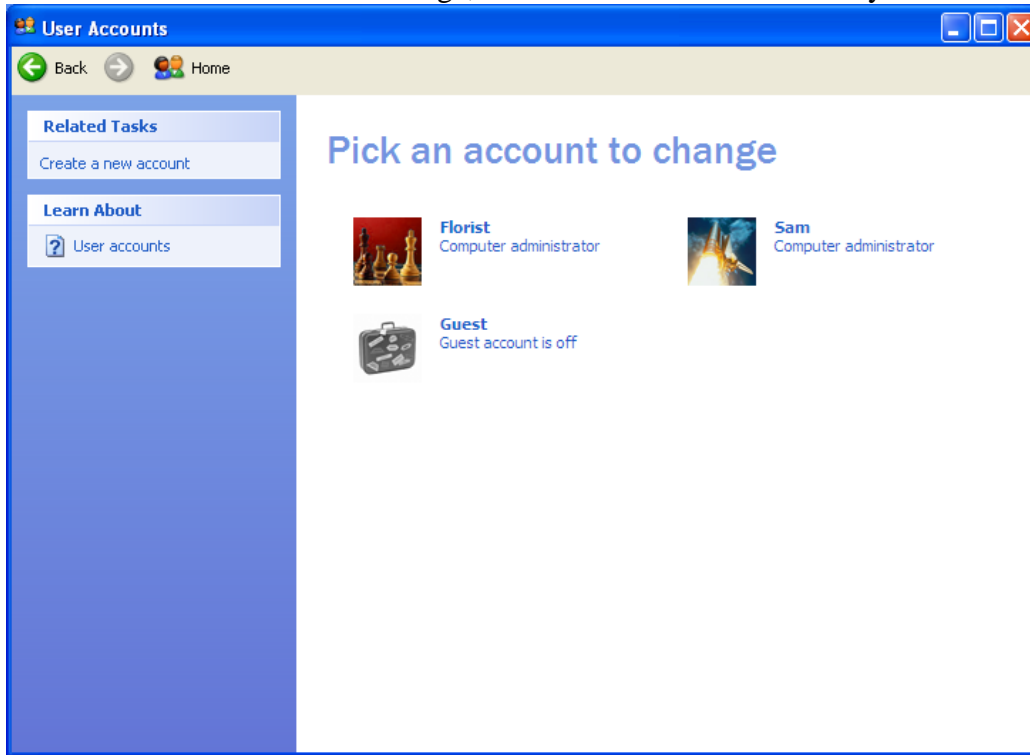 User Accounts
Back Home
Related Tasks
Create a new account
Learn About
User accounts
Pick an account to change
Florist
Computer administrator
Sam
Computer administrator
Guest
Guest account is off